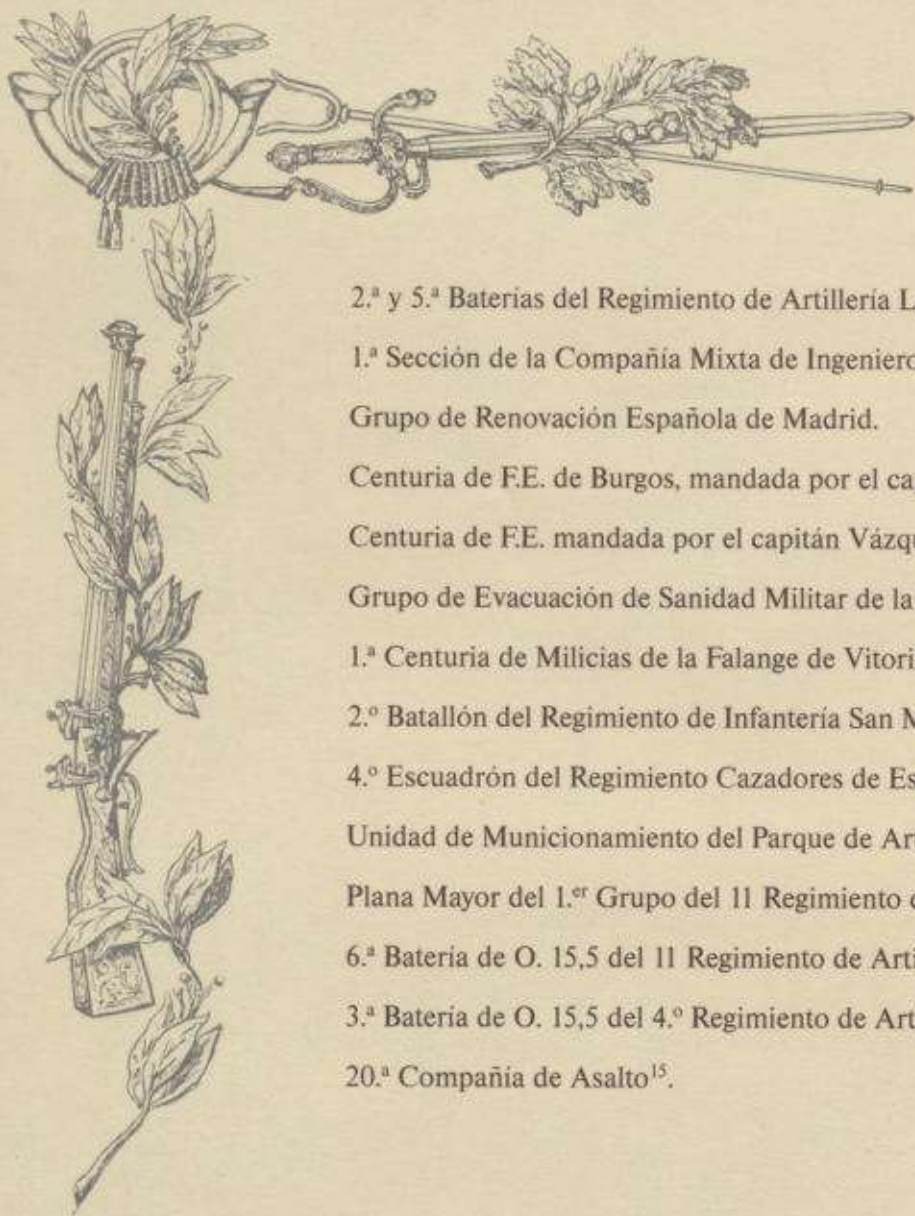 2.ª y 5.ª Baterías del Regimiento de Artillería L
1.ª Sección de la Compañía Mixta de Ingeniero
Grupo de Renovación Española de Madrid.
Centuria de F.E. de Burgos, mandada por el ca
Centuria de F.E. mandada por el capitán Vázqu
Grupo de Evacuación de Sanidad Militar de la
1.ª Centuria de Milicias de la Falange de Vitori
2.º Batallón del Regimiento de Infantería San M
4.º Escuadrón del Regimiento Cazadores de Es
Unidad de Municionamiento del Parque de Ar
Plana Mayor del 1.er Grupo del 11 Regimiento
6.ª Batería de O. 15,5 del 11 Regimiento de Arti
3.ª Batería de O. 15,5 del 4.º Regimiento de Art
20.ª Compañía de Asalto¹⁵.